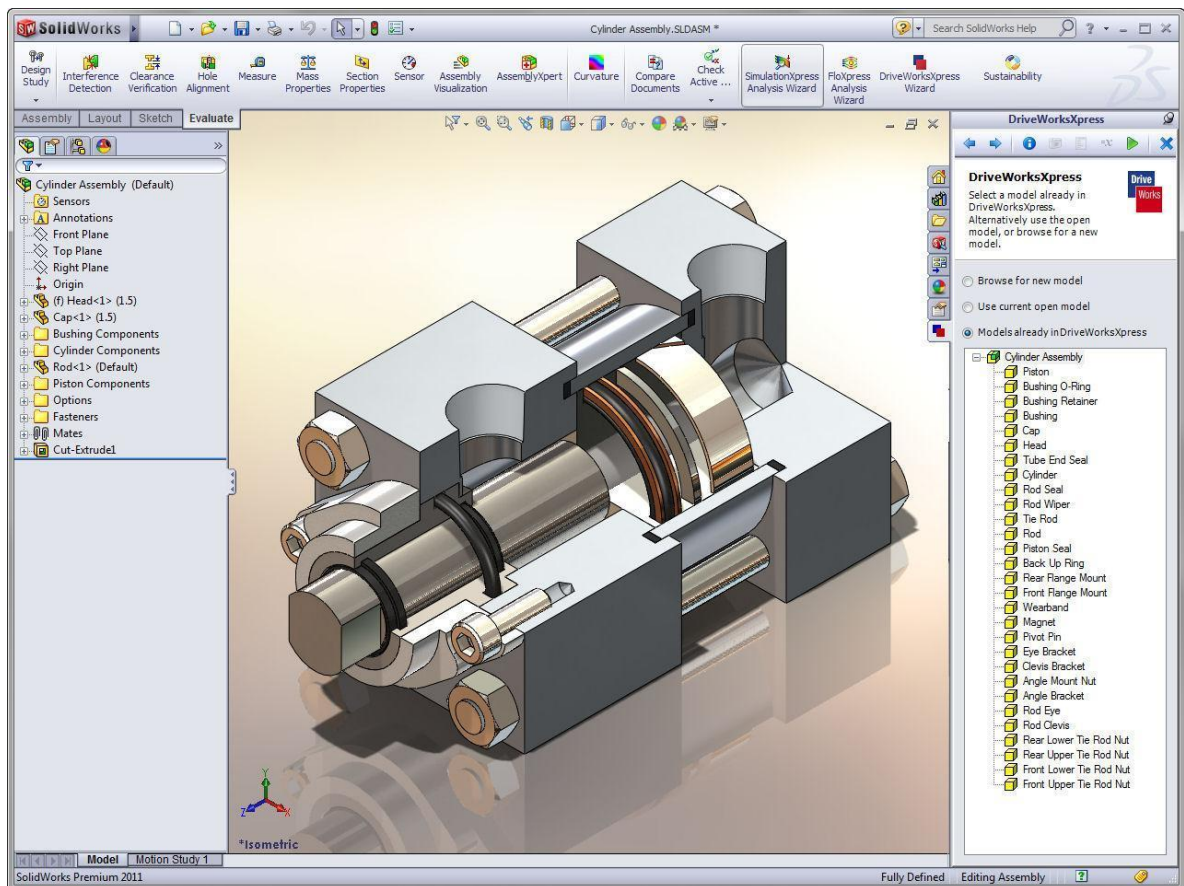 SolidWorks
Cylinder Assembly.SLDASM *
Search SolidWorks Help
Design Study
Interference Detection
Clearance Verification
Hole Alignment
Measure
Mass Properties
Section Properties
Sensor
Assembly Visualization
AssemblyXpert
Curvature
Compare Documents
Check Active ...
SimulationXpress Analysis Wizard
FloXpress Analysis Wizard
DriveWorksXpress Wizard
Sustainability
Assembly
Layout
Sketch
Evaluate
Cylinder Assembly (Default)
Sensors
Annotations
Front Plane
Top Plane
Right Plane
Origin
(f) Head<1> (1.5)
Cap<1> (1.5)
Bushing Components
Cylinder Components
Rod<1> (Default)
Piston Components
Options
Fasteners
Mates
Cut-Extrude1
Y
Z
X
*Isometric
DriveWorksXpress
DriveWorksXpress
Drive
Works
Select a model already in
DriveWorksXpress.
Alternatively use the open
model, or browse for a new
model.
Browse for new model
Use current open model
Models already in DriveWorksXpress
Cylinder Assembly
Piston
Bushing O-Ring
Bushing Retainer
Bushing
Cap
Head
Tube End Seal
Cylinder
Rod Seal
Rod Wiper
Tie Rod
Rod
Piston Seal
Back Up Ring
Rear Flange Mount
Front Flange Mount
Wearband
Magnet
Pivot Pin
Eye Bracket
Clevis Bracket
Angle Mount Nut
Angle Bracket
Rod Eye
Rod Clevis
Rear Lower Tie Rod Nut
Rear Upper Tie Rod Nut
Front Lower Tie Rod Nut
Front Upper Tie Rod Nut
Model
Motion Study 1
SolidWorks Premium 2011
Fully Defined
Editing Assembly